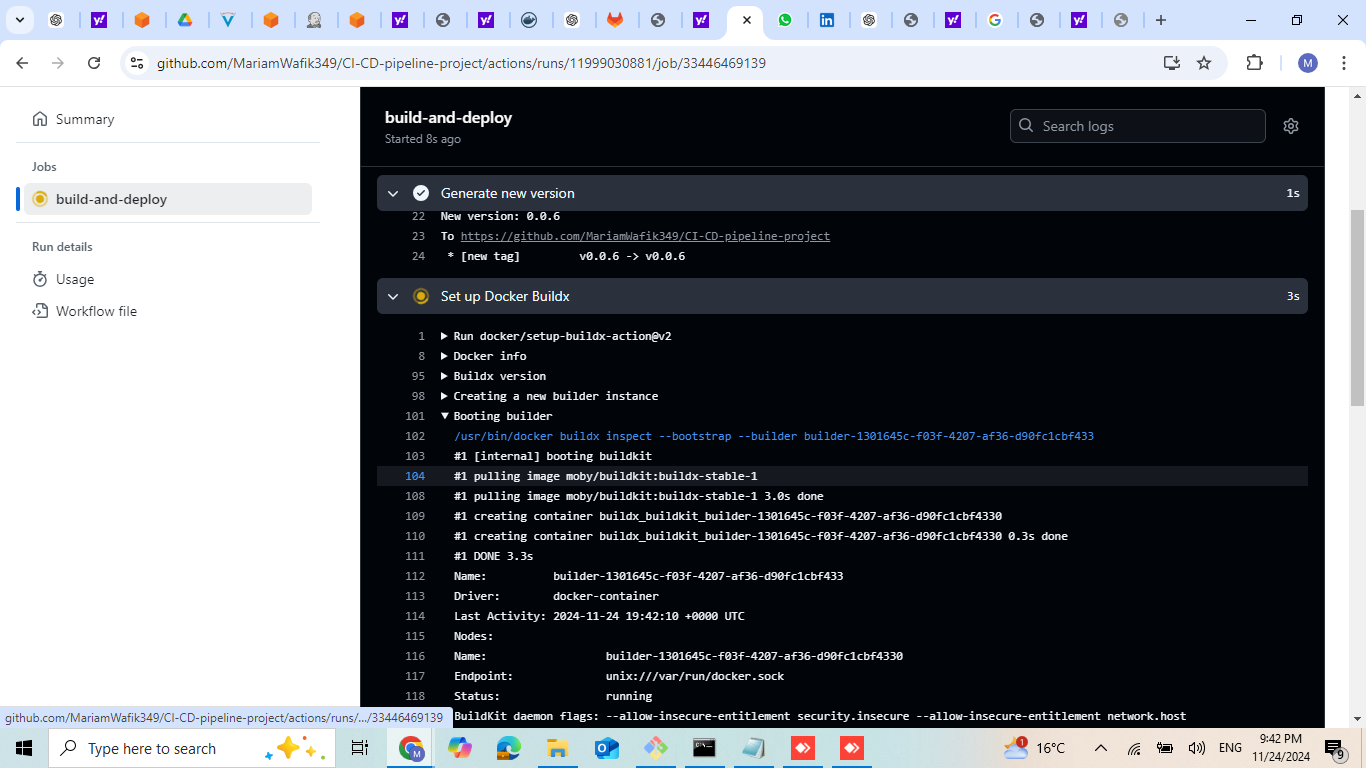 github.com/MariamWafik349/CI-CD-pipeline-project/actions/runs/11999030881/job/33446469139
M
Summary
Jobs
build-and-deploy
Run details
Usage
Workflow file
build-and-deploy
Started 8s ago
Search logs
Generate new version 1s
22 New version: 0.0.6
23 To https://github.com/MariamWafik349/CI-CD-pipeline-project
24 * [new tag] v0.0.6 -> v0.0.6
Set up Docker Buildx 3s
1 Run docker/setup-buildx-action@v2
8 Docker info
95 Buildx version
98 Creating a new builder instance
101 Booting builder
102 /usr/bin/docker buildx inspect --bootstrap --builder builder-1301645c-f03f-4207-af36-d90fc1cbf433
103 #1 [internal] booting buildkit
104 #1 pulling image moby/buildkit:buildx-stable-1
108 #1 pulling image moby/buildkit:buildx-stable-1 3.0s done
109 #1 creating container buildx_buildkit_builder-1301645c-f03f-4207-af36-d90fc1cbf4330
110 #1 creating container buildx_buildkit_builder-1301645c-f03f-4207-af36-d90fc1cbf4330 0.3s done
111 #1 DONE 3.3s
112 Name: builder-1301645c-f03f-4207-af36-d90fc1cbf433
113 Driver: docker-container
114 Last Activity: 2024-11-24 19:42:10 +0000 UTC
115 Nodes:
116 Name: builder-1301645c-f03f-4207-af36-d90fc1cbf4330
117 Endpoint: unix:///var/run/docker.sock
118 Status: running
BuildKit daemon flags: --allow-insecure-entitlement security.insecure --allow-insecure-entitlement network.host
github.com/MariamWafik349/CI-CD-pipeline-project/actions/runs/.../33446469139
Type here to search
M
1
16°C
ENG
9:42 PM
11/24/2024
9